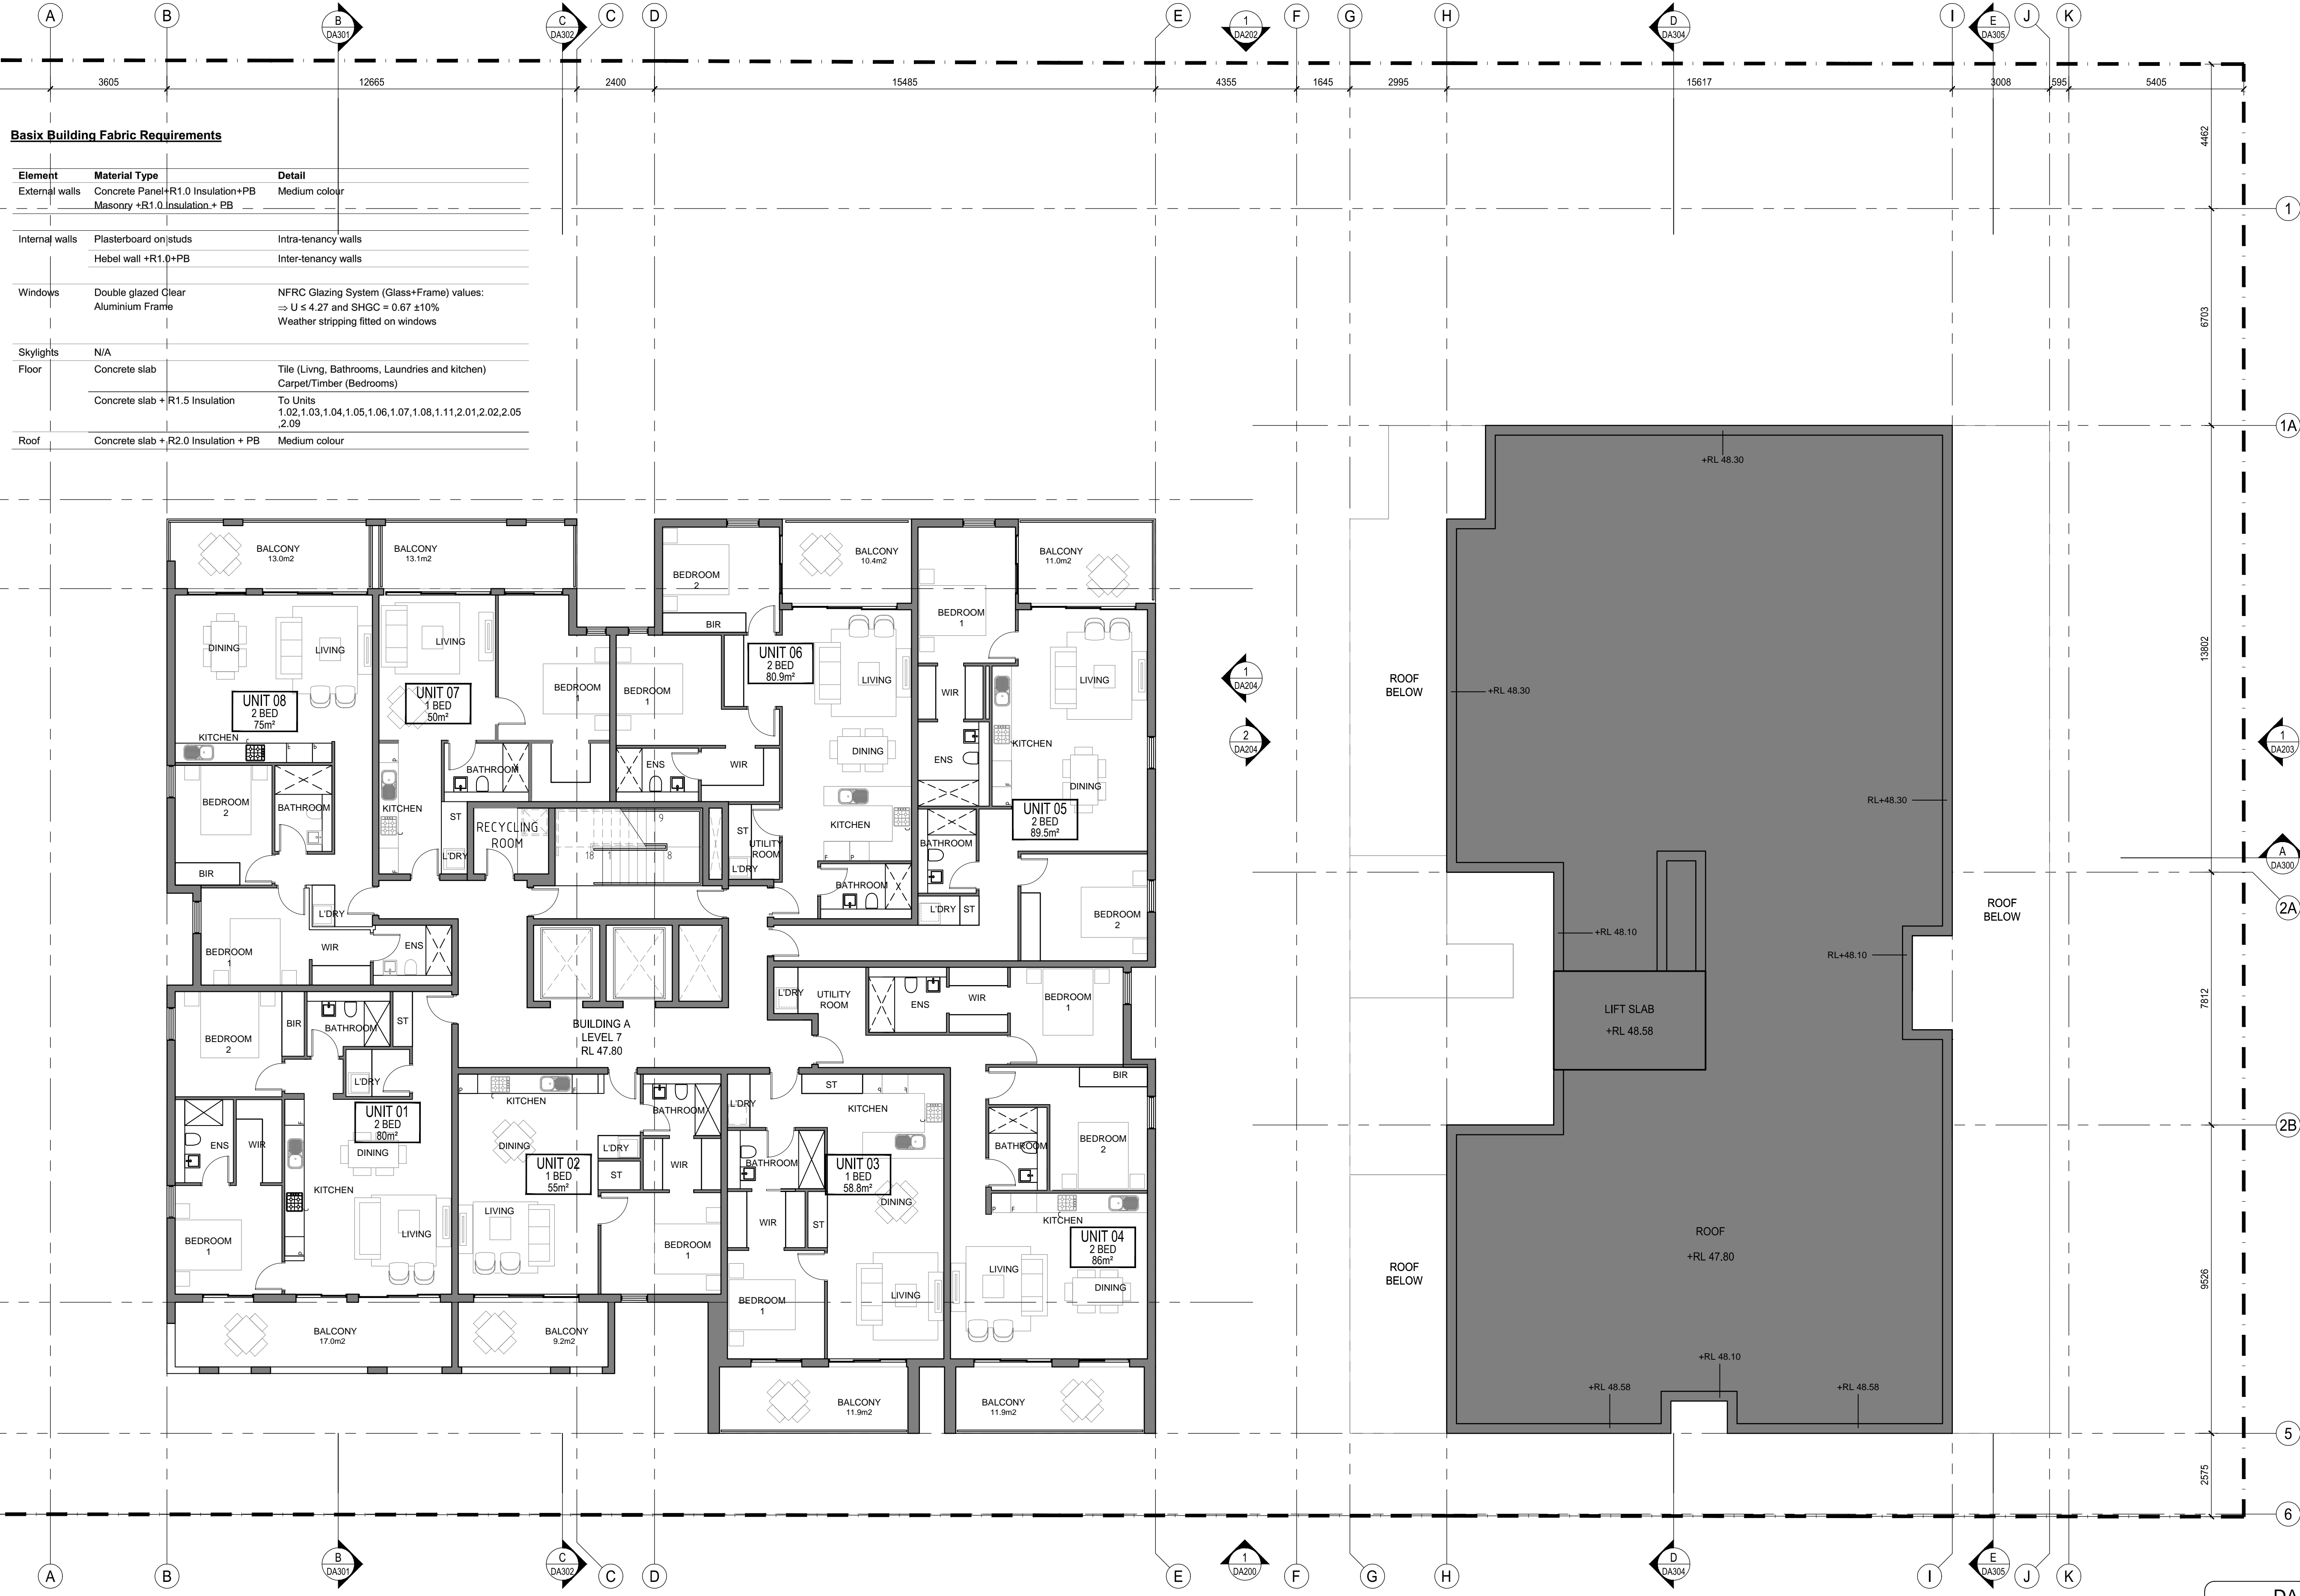 A
B
B
DA301
C
DA302
C
D
E
1
DA202
F
G
H
D
DA304
I
E
DA305
J
K
3605
12665
2400
15485
4355
1645
2995
15617
3008
595
5405
4462
6703
13802
7812
9526
2575
1
1A
2A
2B
5
6
Basix Building Fabric Requirements
Element Material Type Detail
External walls Concrete Panel+R1.0 Insulation+PB Medium colour
Masonry +R1.0 Insulation + PB
Internal walls Plasterboard on studs Intra-tenancy walls
Hebel wall +R1.0+PB Inter-tenancy walls
Windows Double glazed Clear NFRC Glazing System (Glass+Frame) values:
Aluminium Frame ⇒ U ≤ 4.27 and SHGC = 0.67 ±10%
Weather stripping fitted on windows
Skylights N/A
Floor Concrete slab Tile (Livng, Bathrooms, Laundries and kitchen)
Carpet/Timber (Bedrooms)
Concrete slab + R1.5 Insulation To Units
1.02,1.03,1.04,1.05,1.06,1.07,1.08,1.11,2.01,2.02,2.05
,2.09
Roof Concrete slab + R2.0 Insulation + PB Medium colour
BALCONY
13.0m2
DINING
LIVING
UNIT 08
2 BED
75m²
KITCHEN
BEDROOM
2
BATHROOM
BIR
L'DRY
BEDROOM
1
WIR
ENS
BALCONY
13.1m2
LIVING
UNIT 07
1 BED
50m²
BEDROOM
1
BATHROOM
KITCHEN
ST
L'DRY
RECYCLING
ROOM
9
18
1
8
BEDROOM
2
BIR
BALCONY
10.4m2
UNIT 06
2 BED
80.9m²
LIVING
BEDROOM
1
DINING
ENS
WIR
KITCHEN
ST
UTILITY
ROOM
L'DRY
F
P
BATHROOM
BEDROOM
1
BALCONY
11.0m2
LIVING
WIR
KITCHEN
ENS
DINING
UNIT 05
2 BED
89.5m²
BATHROOM
L'DRY
ST
BEDROOM
2
BUILDING A
LEVEL 7
RL 47.80
BEDROOM
2
BIR
BATHROOM
ST
L'DRY
UNIT 01
2 BED
80m²
DINING
ENS
WIR
KITCHEN
BEDROOM
1
LIVING
BALCONY
17.0m2
KITCHEN
BATHROOM
DINING
L'DRY
UNIT 02
1 BED
55m²
ST
WIR
LIVING
BEDROOM
1
BALCONY
9.2m2
L'DRY
ST
KITCHEN
BATHROOM
UNIT 03
1 BED
58.8m²
DINING
WIR
ST
BEDROOM
1
LIVING
BALCONY
11.9m2
L'DRY
UTILITY
ROOM
ENS
WIR
BEDROOM
1
BIR
BATHROOM
BEDROOM
2
P
F
KITCHEN
UNIT 04
2 BED
86m²
LIVING
DINING
BALCONY
11.9m2
1
DA204
2
DA204
1
DA203
A
DA300
ROOF
BELOW
+RL 48.30
+RL 48.30
RL+48.30
+RL 48.10
RL+48.10
ROOF
BELOW
LIFT SLAB
+RL 48.58
ROOF
+RL 47.80
ROOF
BELOW
+RL 48.10
+RL 48.58
+RL 48.58
A
B
B
DA301
C
DA302
C
D
E
1
DA200
F
G
H
D
DA304
I
E
DA305
J
K